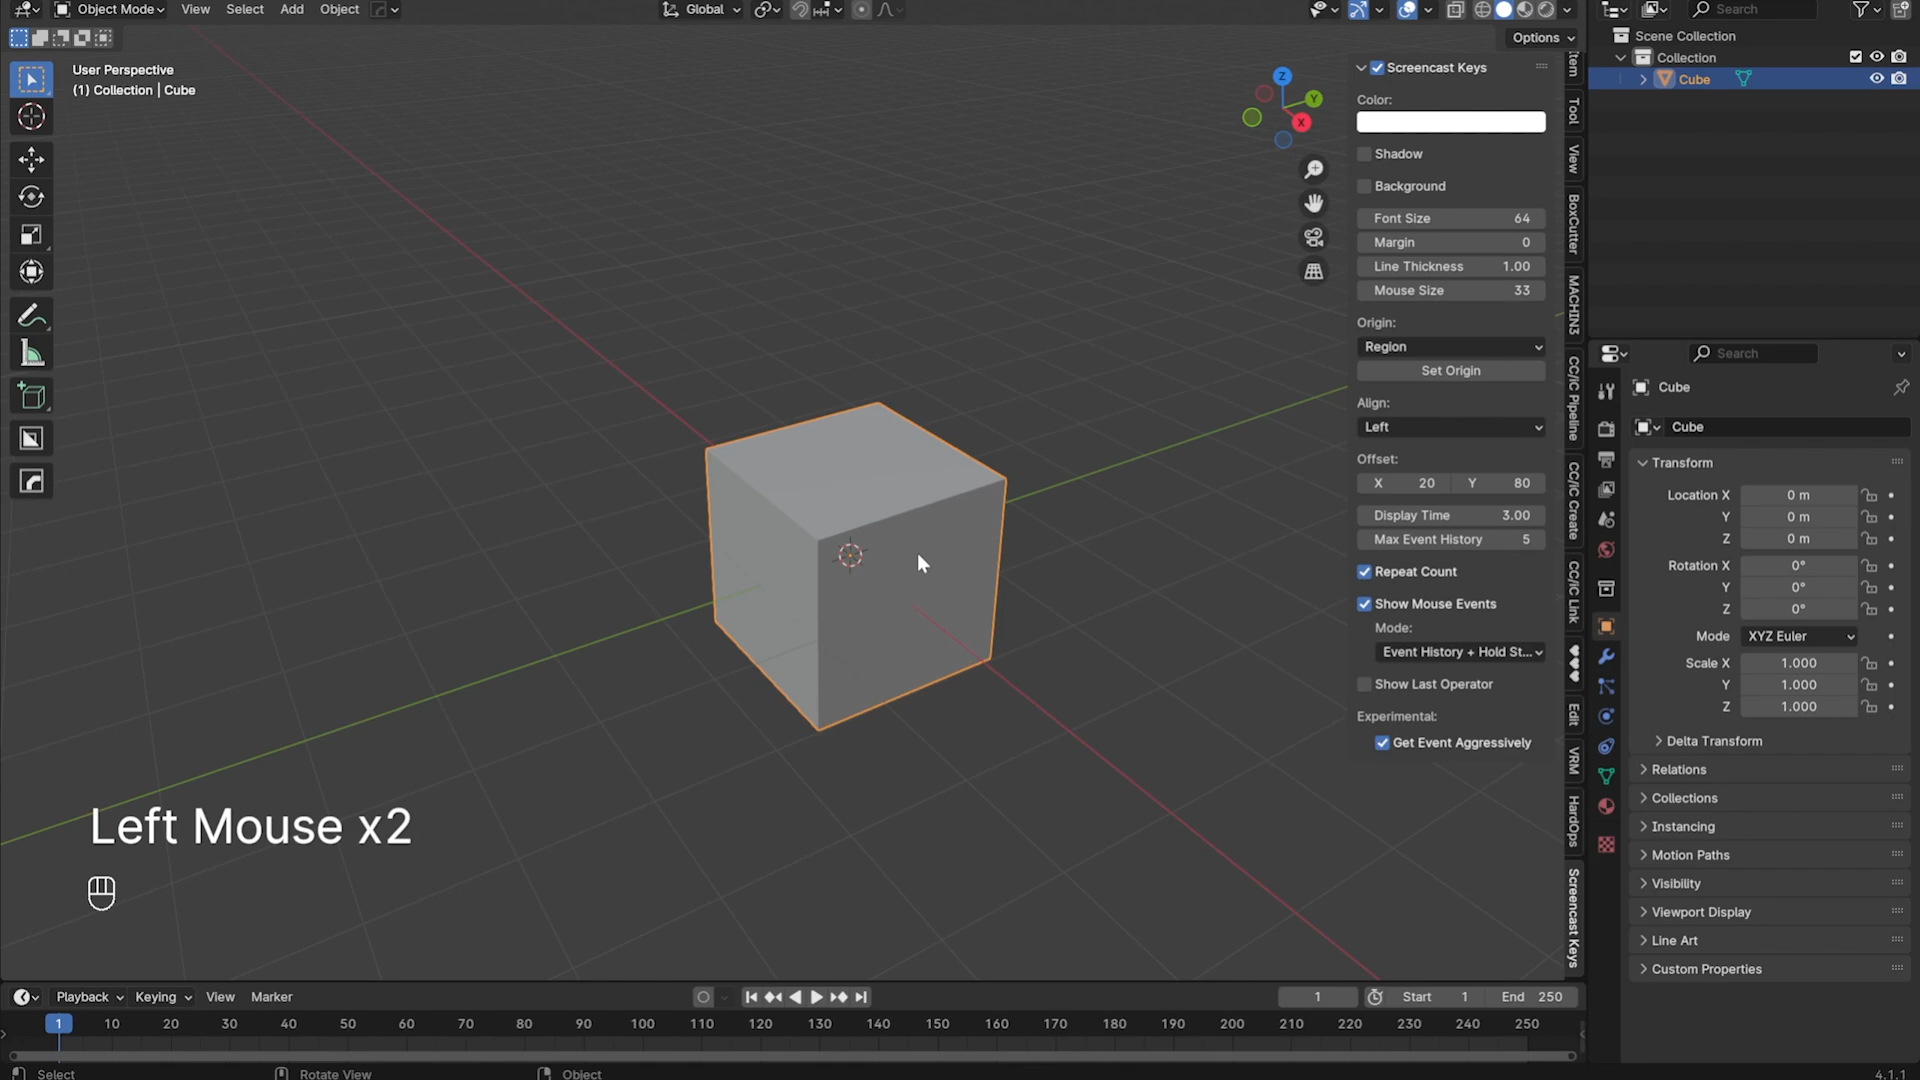 Object Mode View Select Add Object Global Search
Options
User Perspective
(1) Collection | Cube
Z
Y
X
Screencast Keys
Color:
Shadow
Background
Font Size 64
Margin 0
Line Thickness 1.00
Mouse Size 33
Origin:
Region
Set Origin
Align:
Left
Offset:
X 20 Y 80
Display Time 3.00
Max Event History 5
Repeat Count
Show Mouse Events
Mode:
Event History + Hold St...
Show Last Operator
Experimental:
Get Event Aggressively
Tool
View
BoxCutter
MACHIN3
CC/iC Pipeline
CC/iC Create
CC/iC Link
Edit
VRM
HardOps
Screencast Keys
Scene Collection
Collection
Cube
Search
Cube
Cube
Transform
Location X 0 m
Y 0 m
Z 0 m
Rotation X 0°
Y 0°
Z 0°
Mode XYZ Euler
Scale X 1.000
Y 1.000
Z 1.000
Delta Transform
Relations
Collections
Instancing
Motion Paths
Visibility
Viewport Display
Line Art
Custom Properties
Left Mouse x2
Playback Keying View Marker 1 Start 1 End 250
1 10 20 30 40 50 60 70 80 90 100 110 120 130 140 150 160 170 180 190 200 210 220 230 240 250
Select Rotate View Object 4.1.1